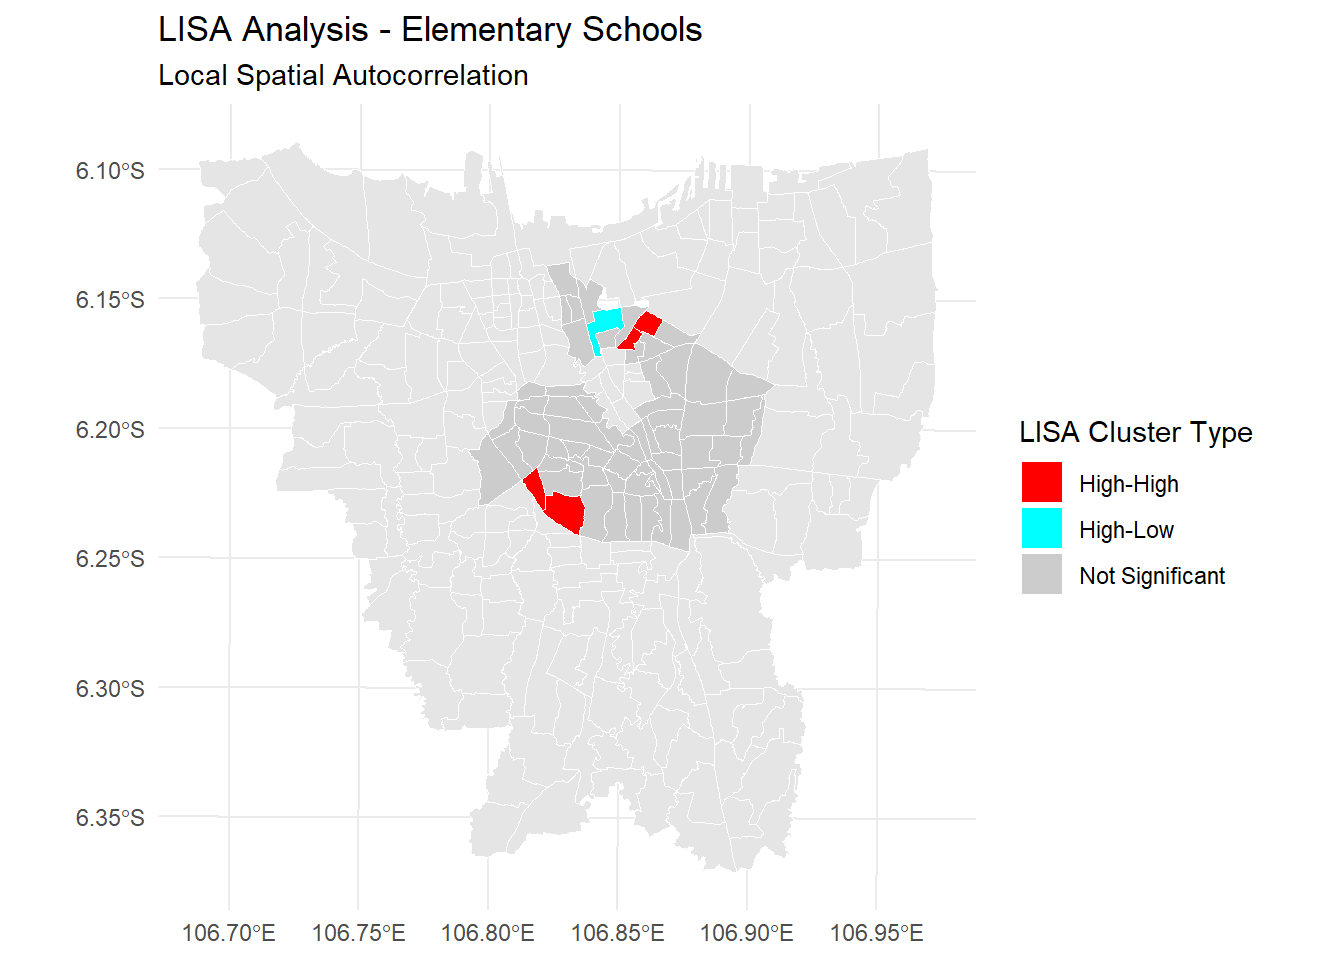 LISA Analysis - Elementary Schools
Local Spatial Autocorrelation
6.10°S
6.15°S
6.20°S
6.25°S
6.30°S
6.35°S
106.70°E
106.75°E
106.80°E
106.85°E
106.90°E
106.95°E
LISA Cluster Type
High-High
High-Low
Not Significant